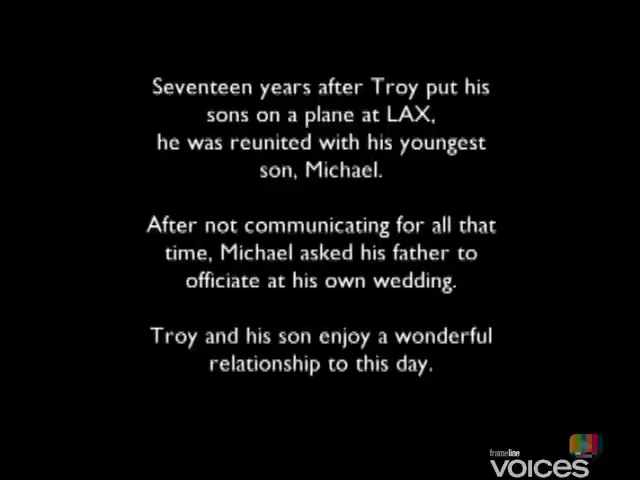 Seventeen years after Troy put his
sons on a plane at LAX,
he was reunited with his youngest
son, Michael.
After not communicating for all that
time, Michael asked his father to
officiate at his own wedding.
Troy and his son enjoy a wonderful
relationship to this day.
frameline
VOICES